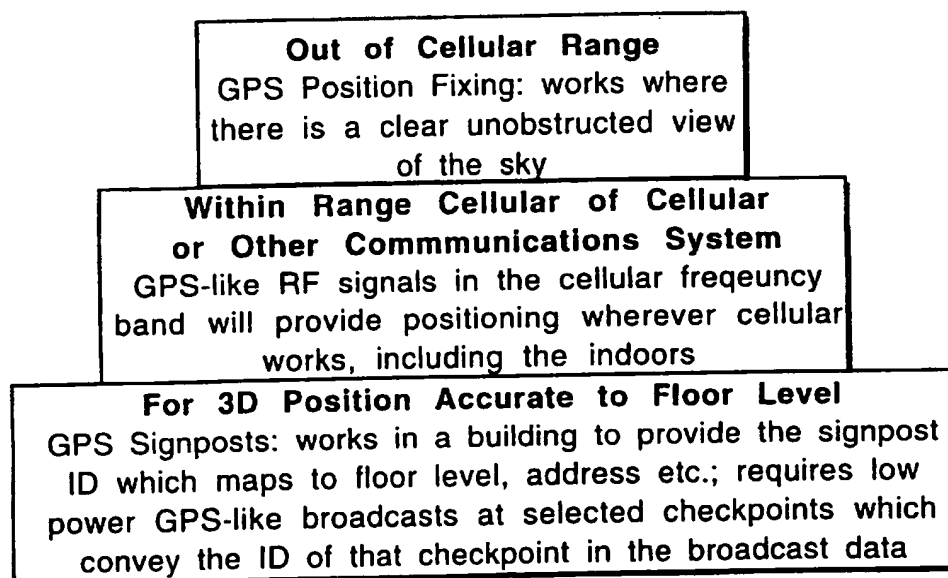 Out of Cellular Range
GPS Position Fixing: works where
there is a clear unobstructed view
of the sky
Within Range Cellular of Cellular
or Other Commmunications System
GPS-like RF signals in the cellular freqeuncy
band will provide positioning wherever cellular
works, including the indoors
For 3D Position Accurate to Floor Level
GPS Signposts: works in a building to provide the signpost
ID which maps to floor level, address etc.; requires low
power GPS-like broadcasts at selected checkpoints which
convey the ID of that checkpoint in the broadcast data